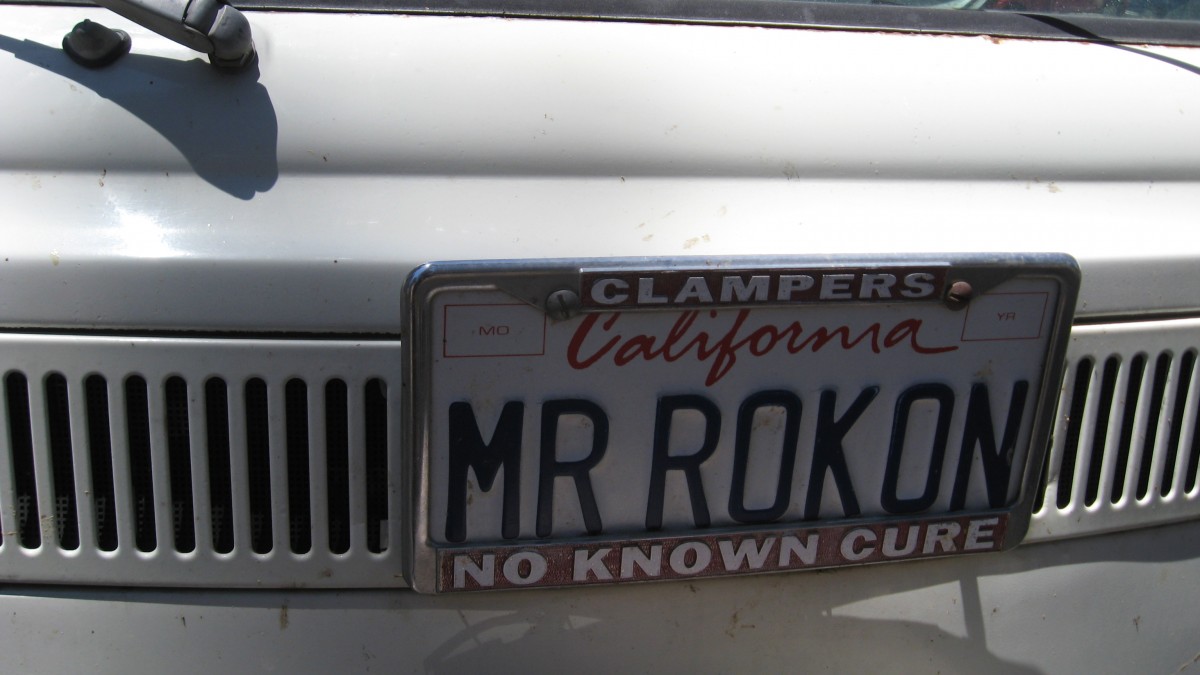 CLAMPERS
MO California YR
MR ROKON
NO KNOWN CURE